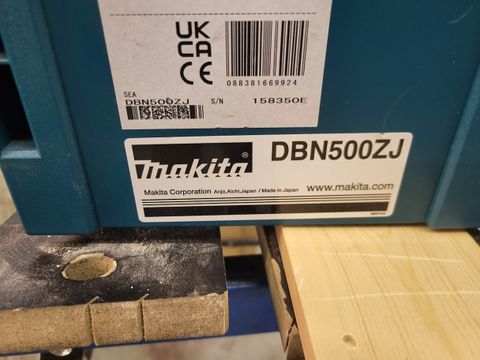 UK
CA
CE
088381669924
SEA
DBN500ZJ S/N 158350E
makita® DBN500ZJ
Makita Corporation Anjo,Aichi,Japan / Made in Japan www.makita.com